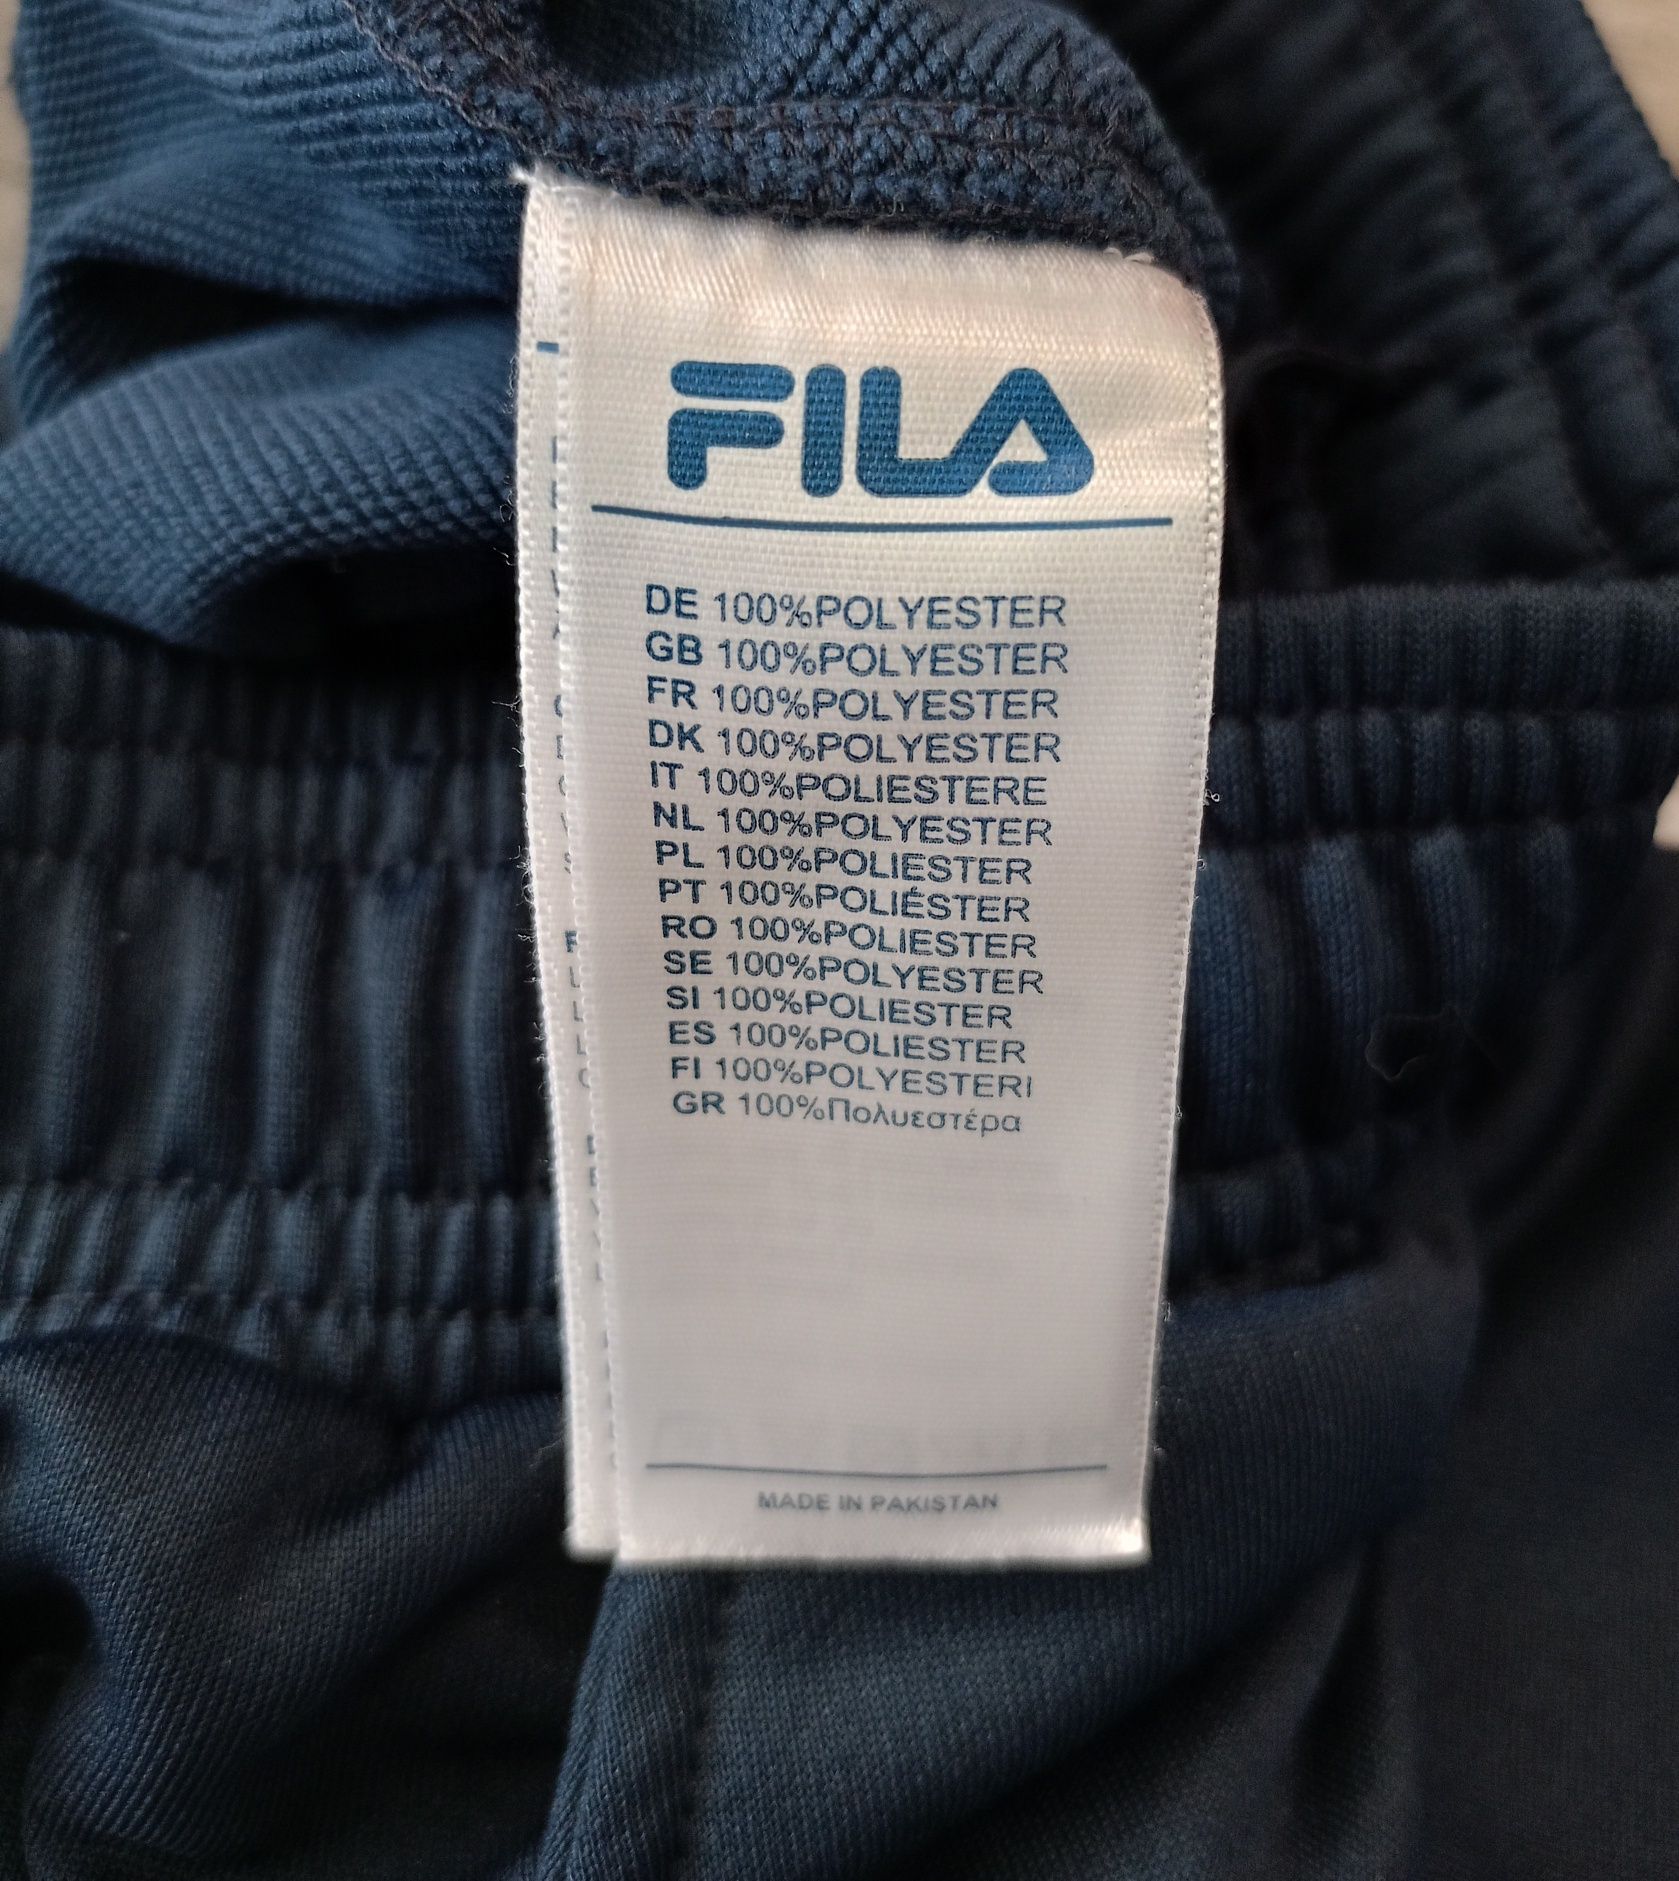 FILA
DE 100%POLYESTER
GB 100%POLYESTER
FR 100%POLYESTER
DK 100%POLYESTER
IT 100%POLIESTERE
NL 100%POLYESTER
PL 100%POLIESTER
PT 100%POLIÉSTER
RO 100%POLIESTER
SE 100%POLYESTER
SI 100%POLIESTER
ES 100%POLIESTER
FI 100%POLYESTERI
GR 100%Πολυεστέρα
MADE IN PAKISTAN